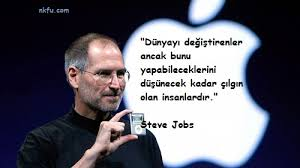 nkfu.com
"Dünyayı değiştirenler
ancak bunu
yapabileceklerini
düşünecek kadar çılgın
olan insanlardır."
Steve Jobs